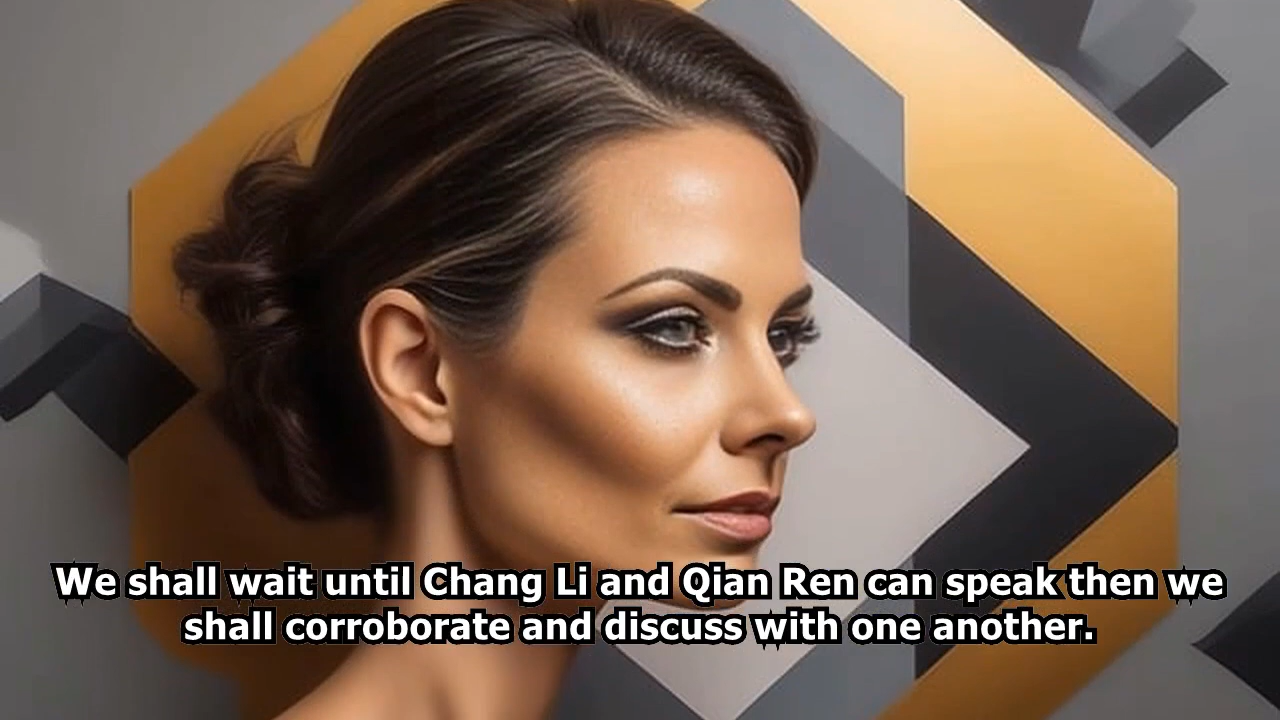 We shall wait until Chang Li and Qian Ren can speak then we
shall corroborate and discuss with one another.